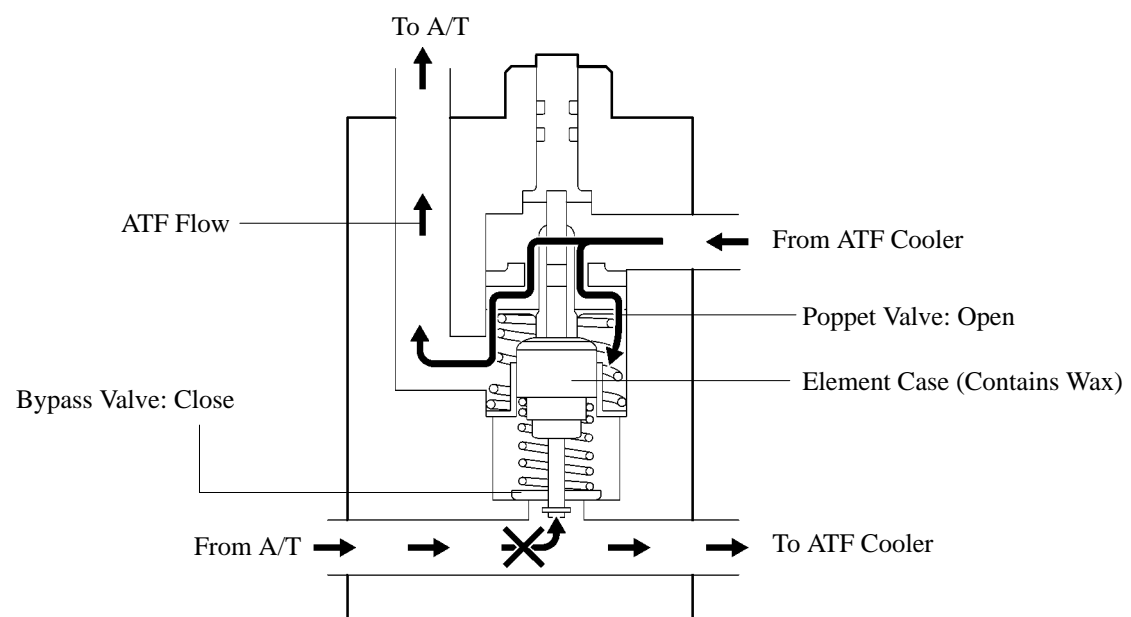 To A/T
ATF Flow
From ATF Cooler
Poppet Valve: Open
Element Case (Contains Wax)
Bypass Valve: Close
From A/T
To ATF Cooler